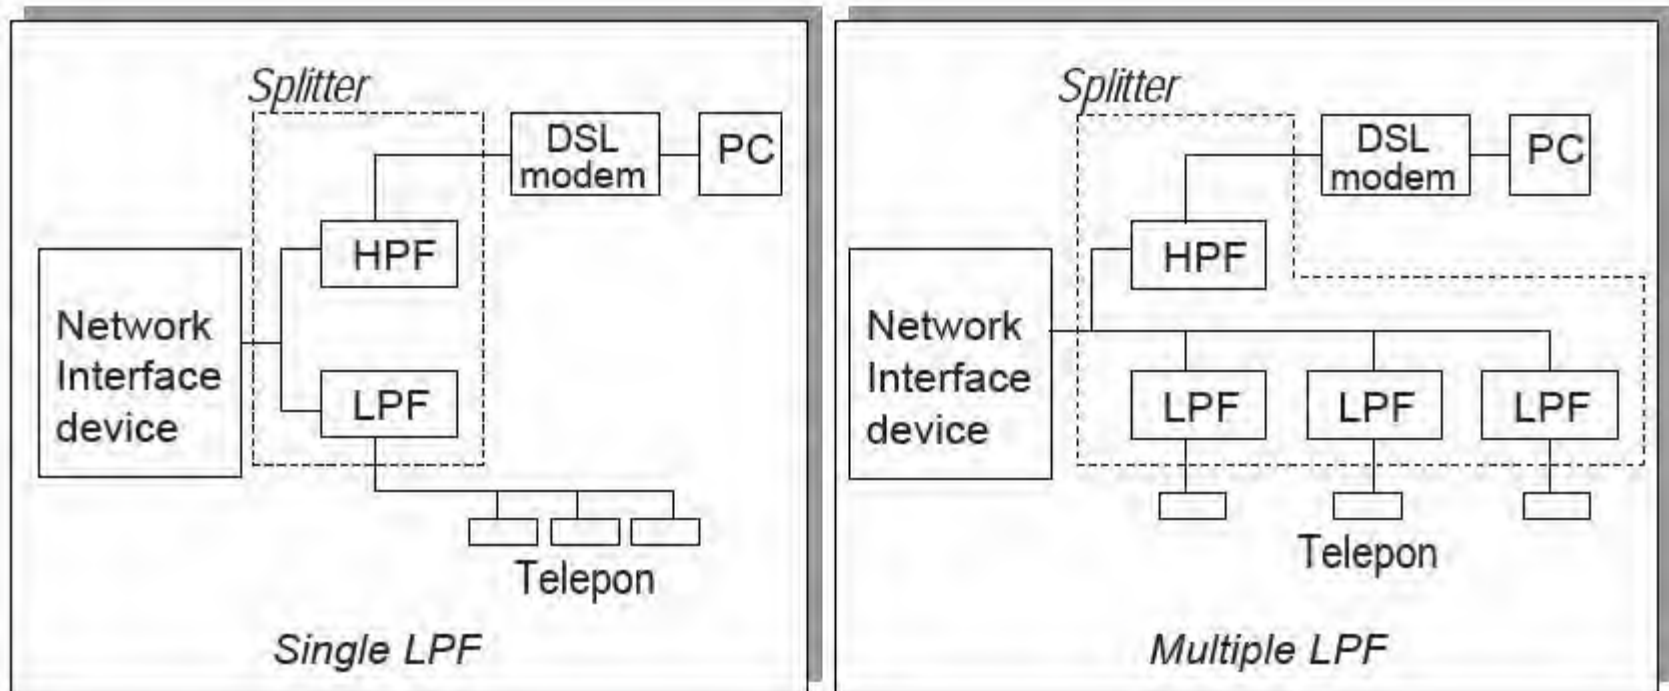 Splitter
DSL
modem
PC
HPF
Network
Interface
device
LPF
Telepon
Single LPF
Splitter
DSL
modem
PC
HPF
Network
Interface
device
LPF
LPF
LPF
Telepon
Multiple LPF